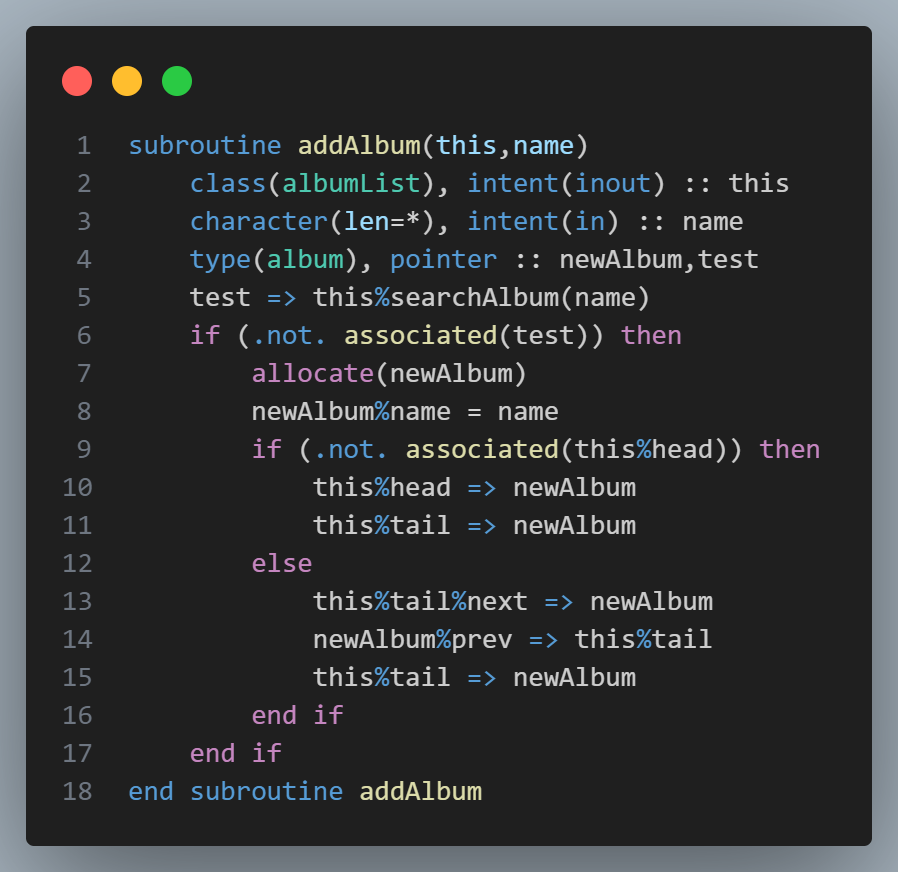 1 subroutine addAlbum(this,name)
2     class(albumList), intent(inout) :: this
3     character(len=*), intent(in) :: name
4     type(album), pointer :: newAlbum,test
5     test => this%searchAlbum(name)
6     if (.not. associated(test)) then
7         allocate(newAlbum)
8         newAlbum%name = name
9         if (.not. associated(this%head)) then
10             this%head => newAlbum
11             this%tail => newAlbum
12         else
13             this%tail%next => newAlbum
14             newAlbum%prev => this%tail
15             this%tail => newAlbum
16         end if
17     end if
18 end subroutine addAlbum